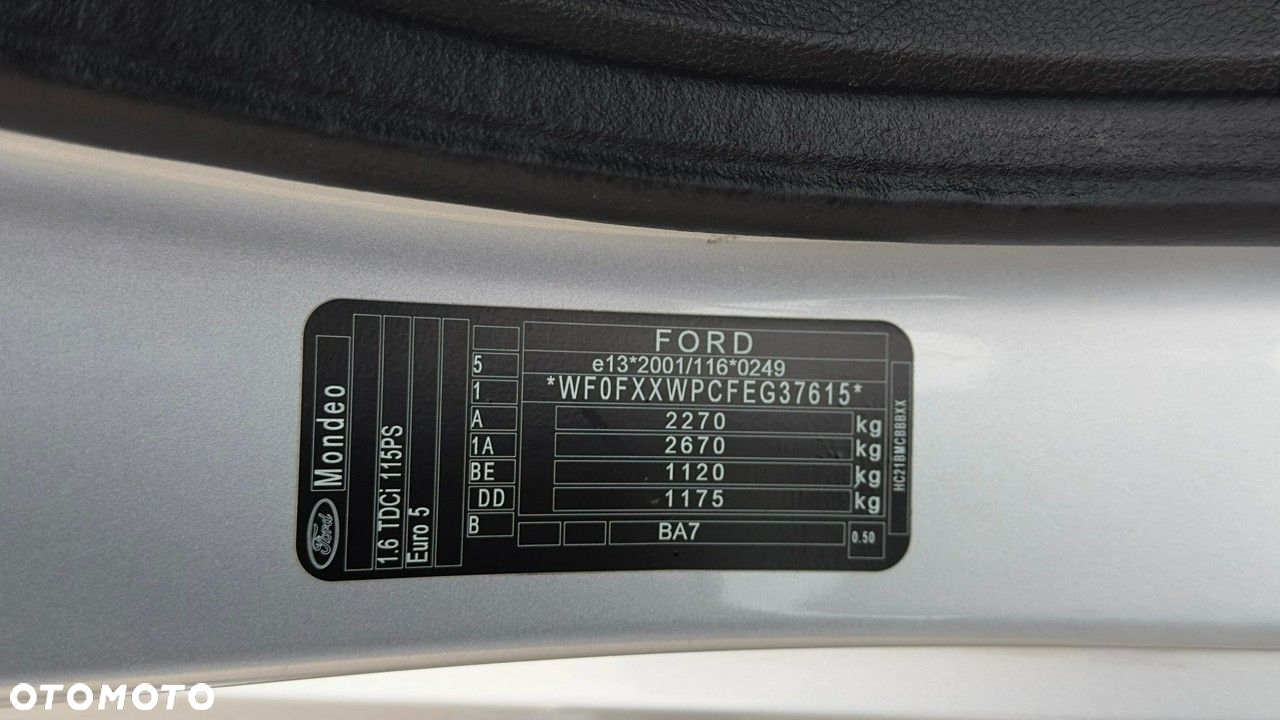 Ford
Mondeo
1.6 TDCi 115PS
Euro 5
5
1
A
1A
BE
DD
B
FORD
e13*2001/116*0249
*WF0FXXWPCFEG37615*
2270 kg
2670 kg
1120 kg
1175 kg
BA7
0.50
HC21BMCBBBXX
OTOMOTO